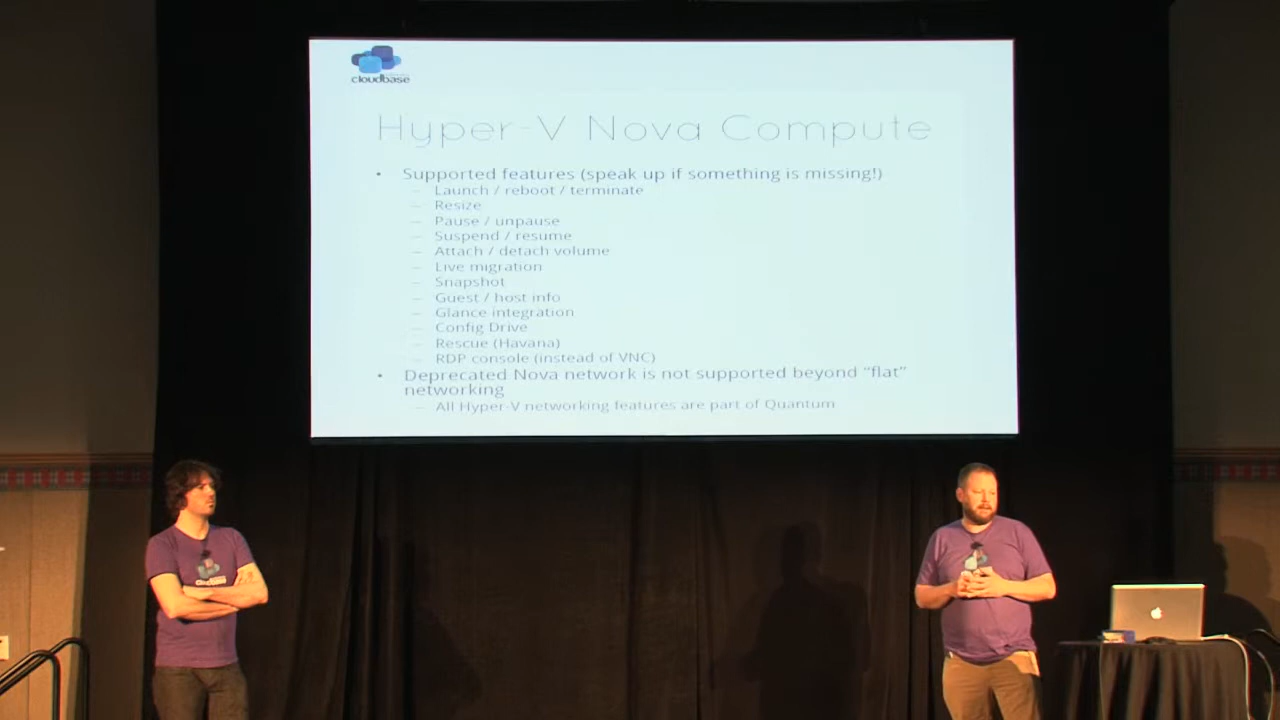 cloudbase
Hyper-V Nova Compute
• Supported features (speak up if something is missing!)
– Launch / reboot / terminate
– Resize
– Pause / unpause
– Suspend / resume
– Attach / detach volume
– Live migration
– Snapshot
– Guest / host info
– Glance integration
– Config Drive
– Rescue (Havana)
– RDP console (instead of VNC)
• Deprecated Nova network is not supported beyond “flat”
networking
– All Hyper-V networking features are part of Quantum